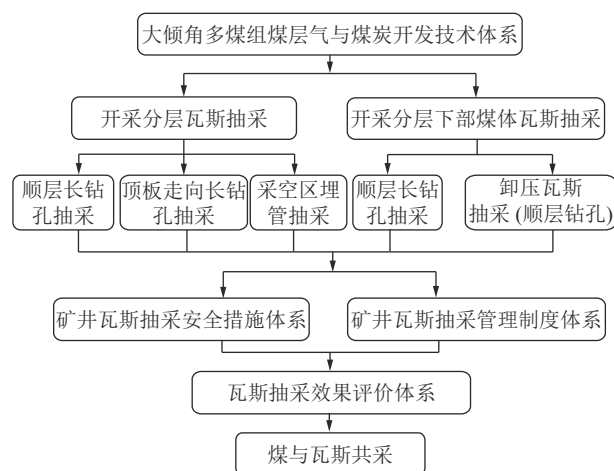 大倾角多煤组煤层气与煤炭开发技术体系
开采分层瓦斯抽采
开采分层下部煤体瓦斯抽采
顺层长钻
孔抽采
顶板走向长钻
孔抽采
采空区埋
管抽采
顺层长钻
孔抽采
卸压瓦斯
抽采(顺层钻孔)
矿井瓦斯抽采安全措施体系
矿井瓦斯抽采管理制度体系
瓦斯抽采效果评价体系
煤与瓦斯共采